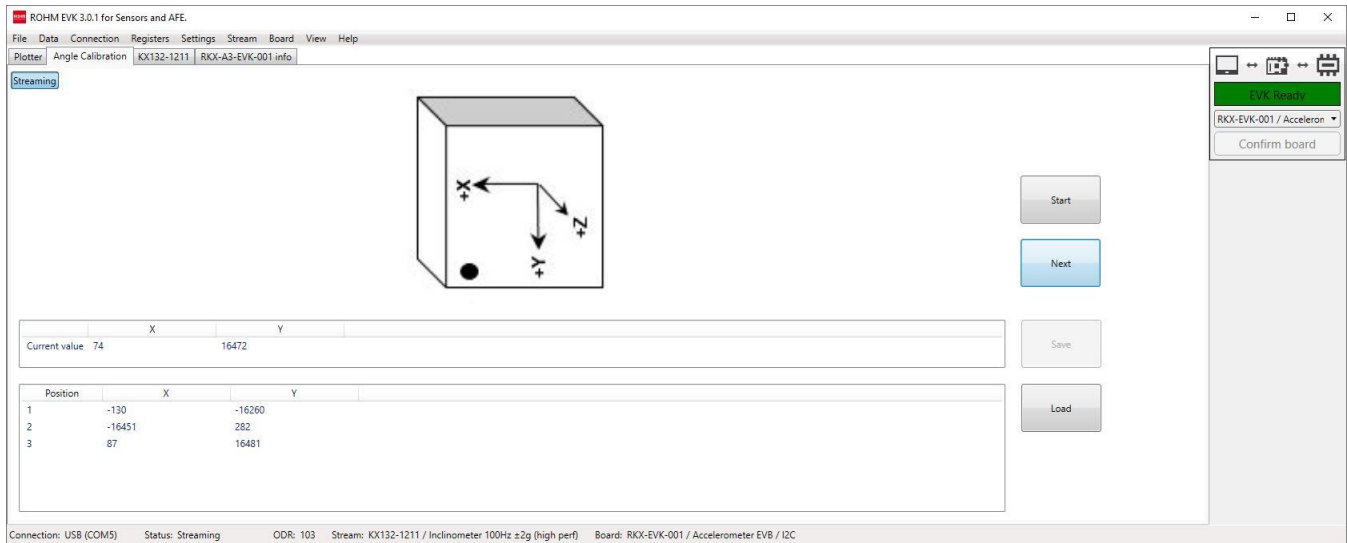 ROHM EVK 3.0.1 for Sensors and AFE.
File Data Connection Registers Settings Stream Board View Help
Plotter Angle Calibration KX132-1211 RKX-A3-EVK-001 info
Streaming
EVK Ready
RKX-EVK-001 / Acceleron
Confirm board
+X
+Z
+Y
Start
Next
X Y
Current value 74 16472
Save
Position X Y
1 -130 -16260
2 -16451 282
3 87 16481
Load
Connection: USB (COM5) Status: Streaming ODR: 103 Stream: KX132-1211 / Inclinometer 100Hz ±2g (high perf) Board: RKX-EVK-001 / Accelerometer EVB / I2C